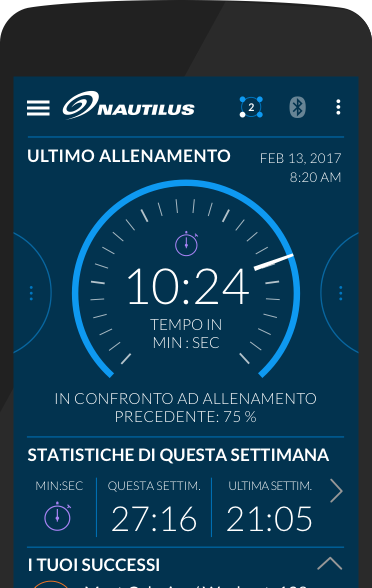 NAUTILUS
2
ULTIMO ALLENAMENTO
FEB 13, 2017
8:20 AM
10:24
TEMPO IN
MIN : SEC
IN CONFRONTO AD ALLENAMENTO
PRECEDENTE: 75 %
STATISTICHE DI QUESTA SETTIMANA
MIN:SEC
QUESTA SETTIM.
ULTIMA SETTIM.
27:16
21:05
I TUOI SUCCESSI